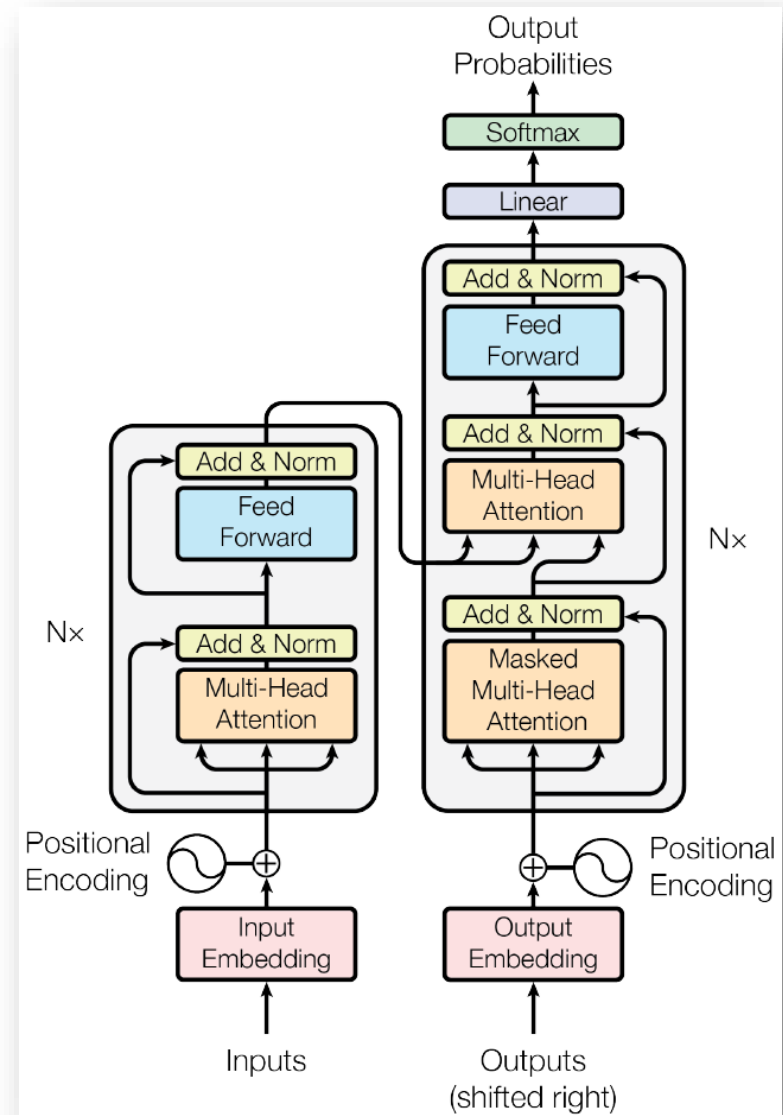 Output
Probabilities
Softmax
Linear
Add & Norm
Feed
Forward
Add & Norm
Multi-Head
Attention
Add & Norm
Masked
Multi-Head
Attention
N×
Positional
Encoding
Output
Embedding
Outputs
(shifted right)
Add & Norm
Feed
Forward
Add & Norm
Multi-Head
Attention
N×
Positional
Encoding
Input
Embedding
Inputs